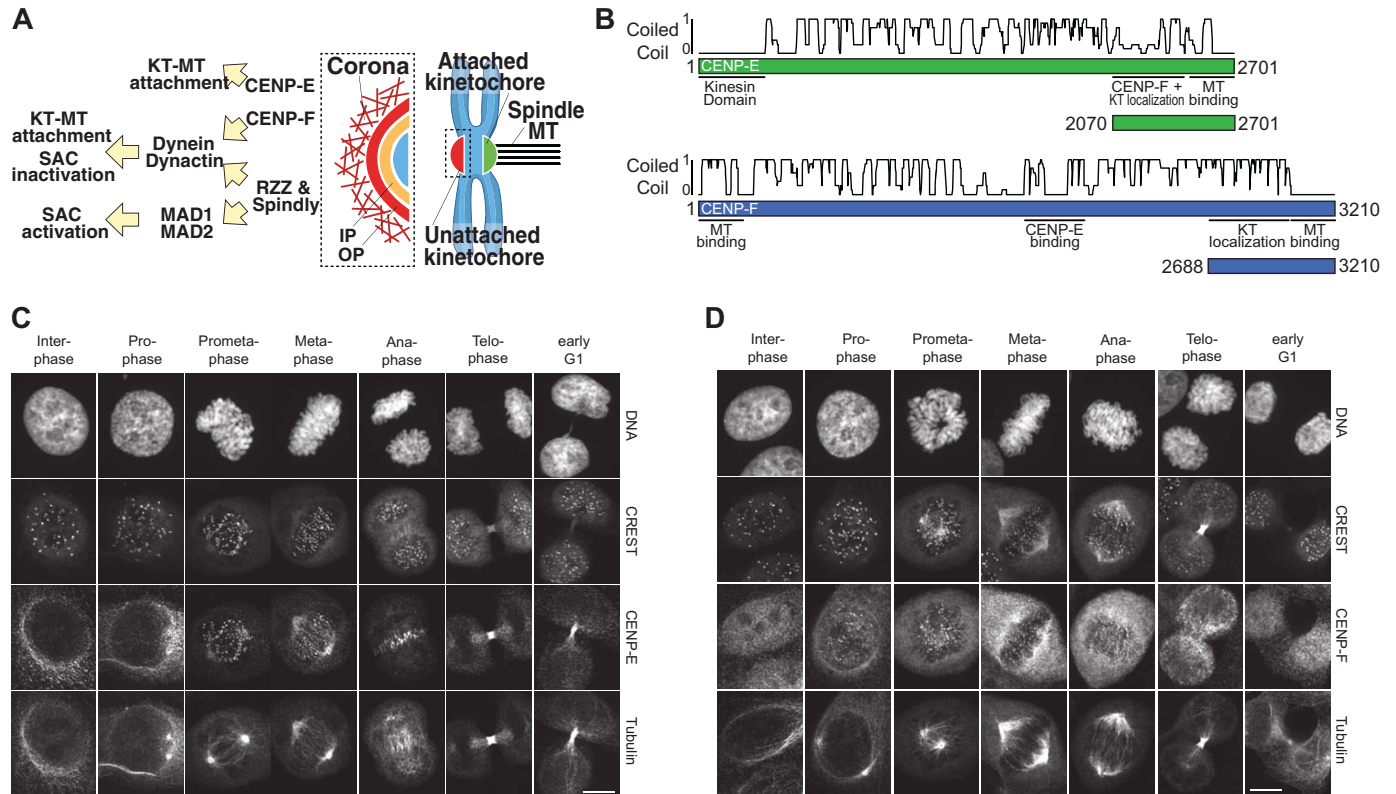 A
KT-MT
attachment
CENP-E
KT-MT
attachment
SAC
inactivation
Dynein
Dynactin
CENP-F
RZZ &
Spindly
SAC
activation
MAD1
MAD2
Corona
IP
OP
Attached
kinetochore
Spindle
MT
Unattached
kinetochore
B
Coiled
Coil
1
0
1
CENP-E
2701
Kinesin
Domain
CENP-F +
KT localization
MT
binding
2070
2701
Coiled
Coil
1
0
1
CENP-F
3210
MT
binding
CENP-E
binding
KT
localization
MT
binding
2688
3210
C
Inter-
phase
Pro-
phase
Prometa-
phase
Meta-
phase
Ana-
phase
Telo-
phase
early
G1
DNA
CREST
CENP-E
Tubulin
D
Inter-
phase
Pro-
phase
Prometa-
phase
Meta-
phase
Ana-
phase
Telo-
phase
early
G1
DNA
CREST
CENP-F
Tubulin